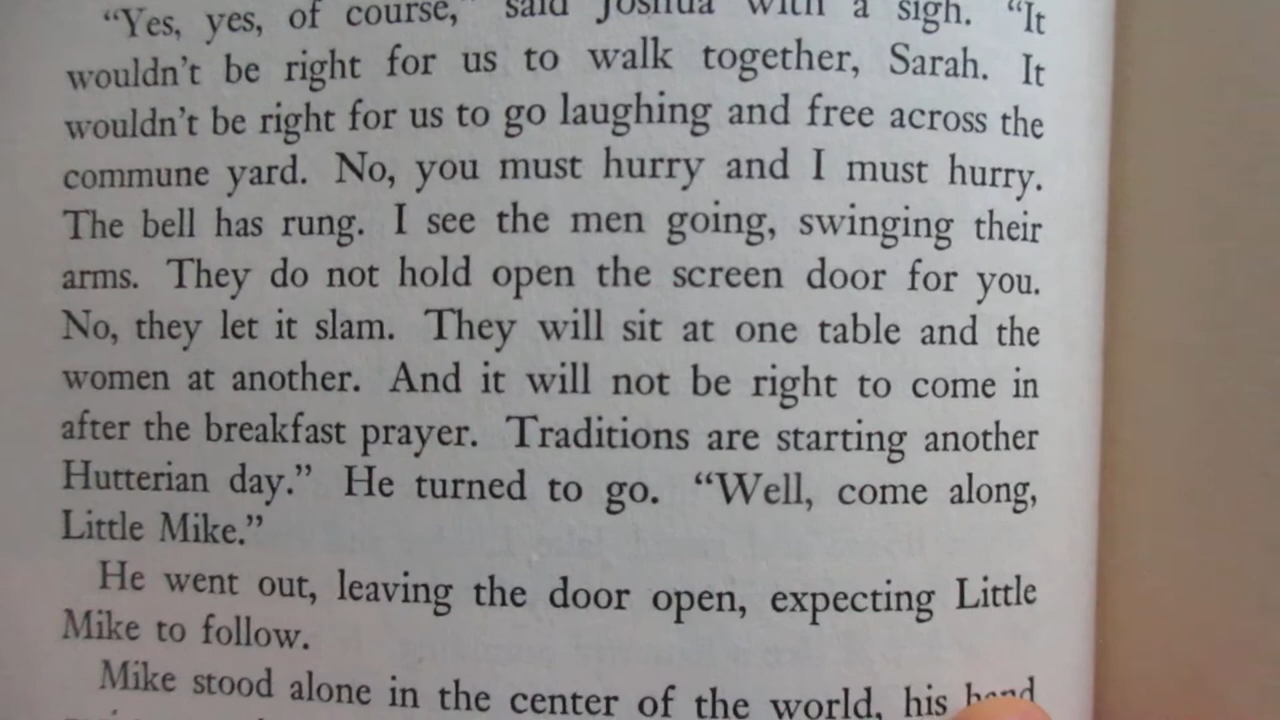 “Yes, yes, of course,” said Joshua with a sigh. “It
wouldn’t be right for us to walk together, Sarah. It
wouldn’t be right for us to go laughing and free across the
commune yard. No, you must hurry and I must hurry.
The bell has rung. I see the men going, swinging their
arms. They do not hold open the screen door for you.
No, they let it slam. They will sit at one table and the
women at another. And it will not be right to come in
after the breakfast prayer. Traditions are starting another
Hutterian day.” He turned to go. “Well, come along,
Little Mike.”
He went out, leaving the door open, expecting Little
Mike to follow.
Mike stood alone in the center of the world, his